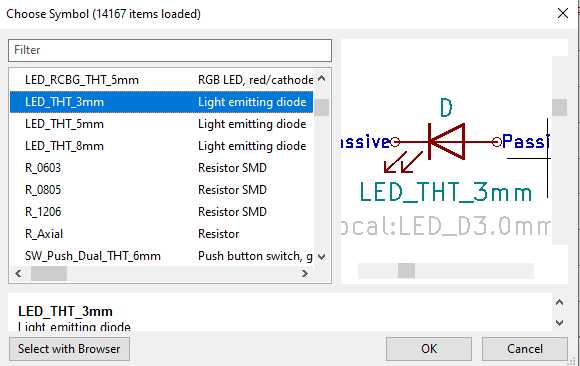 Choose Symbol (14167 items loaded)
Filter
LED_RCBG_THT_5mm RGB LED, red/cathode
LED_THT_3mm Light emitting diode
LED_THT_5mm Light emitting diode
LED_THT_8mm Light emitting diode
R_0603 Resistor SMD
R_0805 Resistor SMD
R_1206 Resistor SMD
R_Axial Resistor
SW_Push_Dual_THT_6mm Push button switch, g
D
assive Passi
LED_THT_3mm
ocal:LED_D3.0mm
LED_THT_3mm
Light emitting diode
Select with Browser OK Cancel